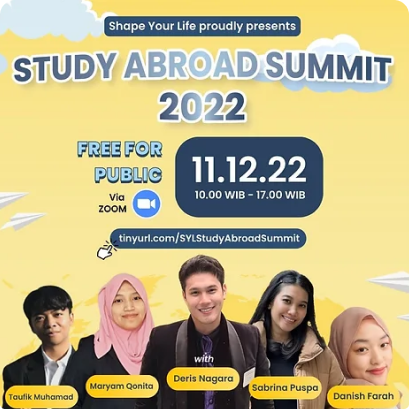 Shape Your Life proudly presents
STUDY ABROAD SUMMIT
2022
FREE FOR
PUBLIC
Via
ZOOM
11.12.22
10.00 WIB - 17.00 WIB
tinyurl.com/SYLStudyAbroadSummit
with
Taufik Muhamad
Maryam Qonita
Deris Nagara
Sabrina Puspa
Danish Farah